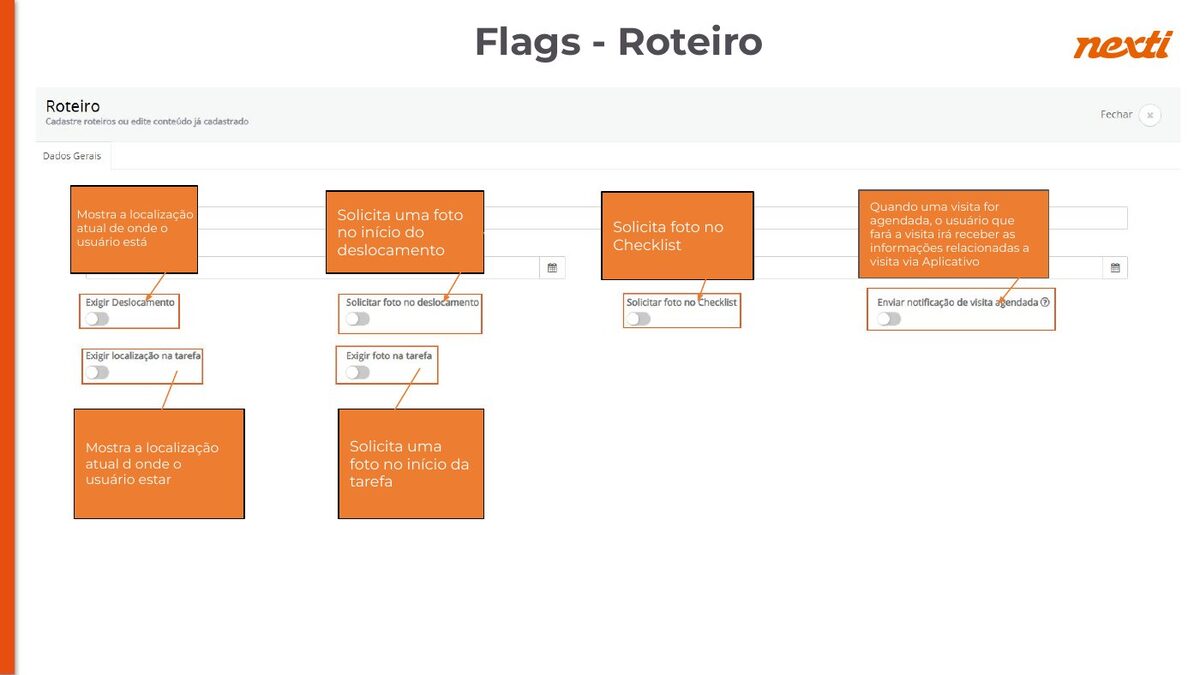 Flags - Roteiro
nexti
Roteiro
Cadastre roteiros ou edite conteúdo já cadastrado
Fechar
Dados Gerais
Mostra a localização
atual de onde o
usuário está
Solicita uma foto
no início do
deslocamento
Solicita foto no
Checklist
Quando uma visita for
agendada, o usuário que
fará a visita irá receber as
informações relacionadas a
visita via Aplicativo
Exigir Deslocamento
Solicitar foto no deslocamento
Solicitar foto no Checklist
Enviar notificação de visita agendada
Exigir localização na tarefa
Exigir foto na tarefa
Mostra a localização
atual d onde o
usuário estar
Solicita uma
foto no início da
tarefa